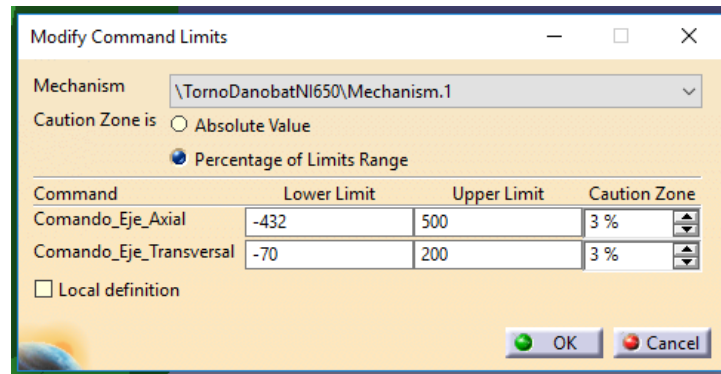 Modify Command Limits
Mechanism \TornoDanobatNI650\Mechanism.1
Caution Zone is Absolute Value
Percentage of Limits Range
Command Lower Limit Upper Limit Caution Zone
Comando_Eje_Axial -432 500 3 %
Comando_Eje_Transversal -70 200 3 %
Local definition
OK Cancel